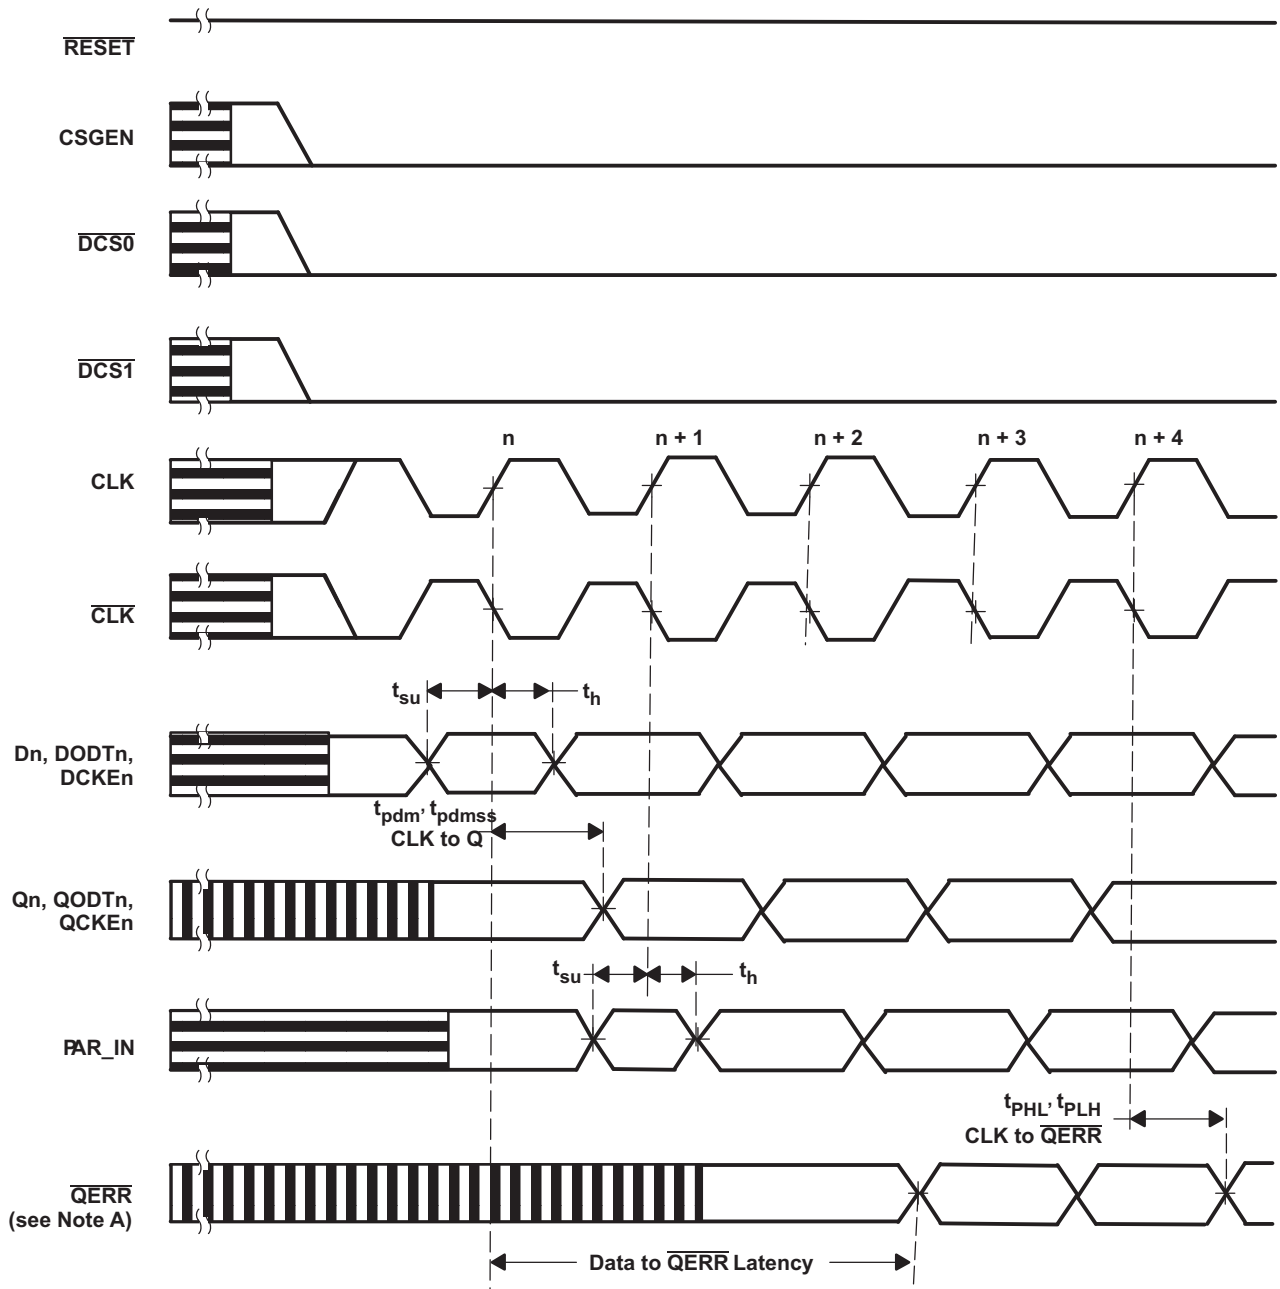 RESET
CSGEN
DCS0
DCS1
n
n + 1
n + 2
n + 3
n + 4
CLK
CLK
tsu
th
Dn, DODTn,
DCKEn
tpdm, tpdmss
CLK to Q
Qn, QODTn,
QCKEn
tsu
th
PAR_IN
tPHL, tPLH
CLK to QERR
QERR
(see Note A)
Data to QERR Latency